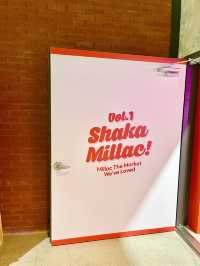 Vol.1
Shaka
Millac!
Millac The Market
We've Loved